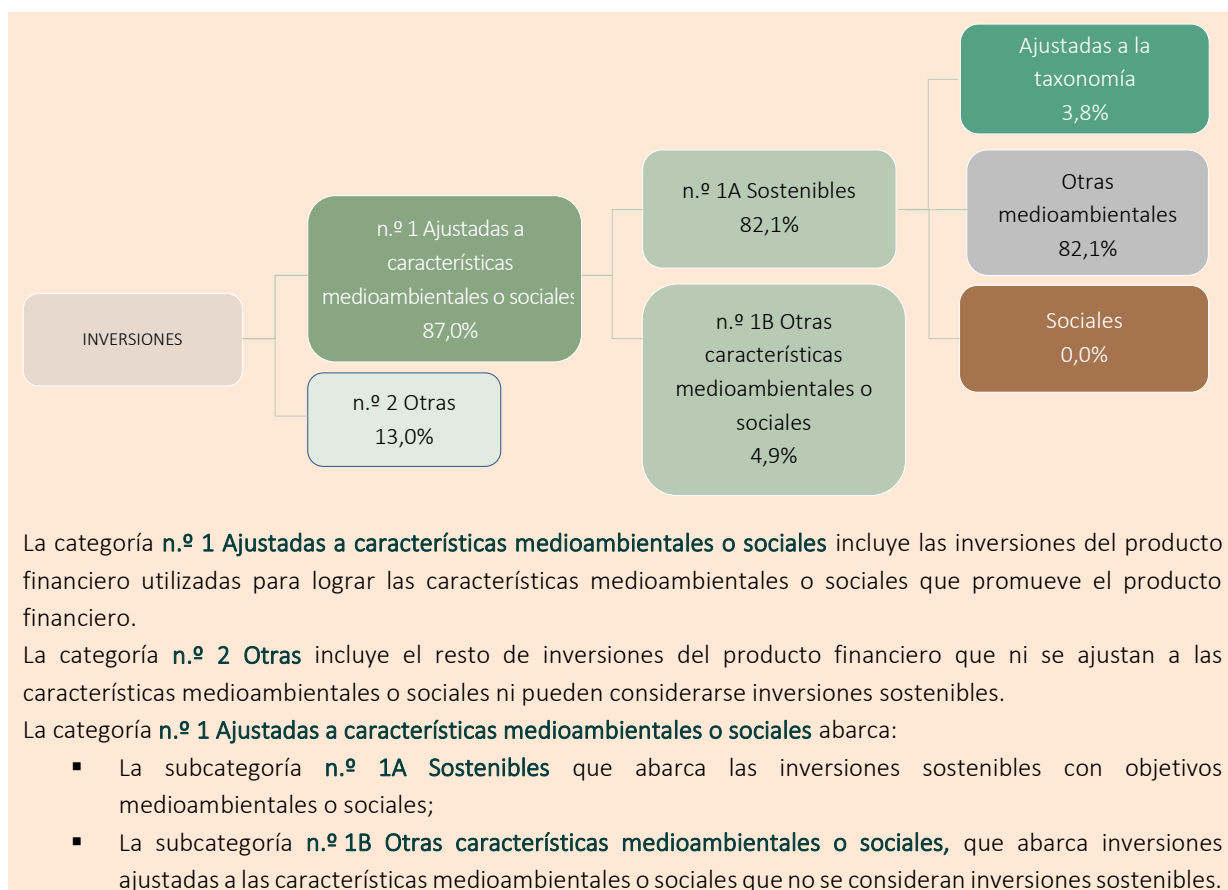 INVERSIONES
n.º 1 Ajustadas a
características
medioambientales o sociales
87,0%
n.º 2 Otras
13,0%
n.º 1A Sostenibles
82,1%
n.º 1B Otras
características
medioambientales o
sociales
4,9%
Ajustadas a la
taxonomía
3,8%
Otras
medioambientales
82,1%
Sociales
0,0%
La categoría n.º 1 Ajustadas a características medioambientales o sociales incluye las inversiones del producto
financiero utilizadas para lograr las características medioambientales o sociales que promueve el producto
financiero.
La categoría n.º 2 Otras incluye el resto de inversiones del producto financiero que ni se ajustan a las
características medioambientales o sociales ni pueden considerarse inversiones sostenibles.
La categoría n.º 1 Ajustadas a características medioambientales o sociales abarca:
▪ La subcategoría n.º 1A Sostenibles que abarca las inversiones sostenibles con objetivos
medioambientales o sociales;
▪ La subcategoría n.º 1B Otras características medioambientales o sociales, que abarca inversiones
ajustadas a las características medioambientales o sociales que no se consideran inversiones sostenibles.